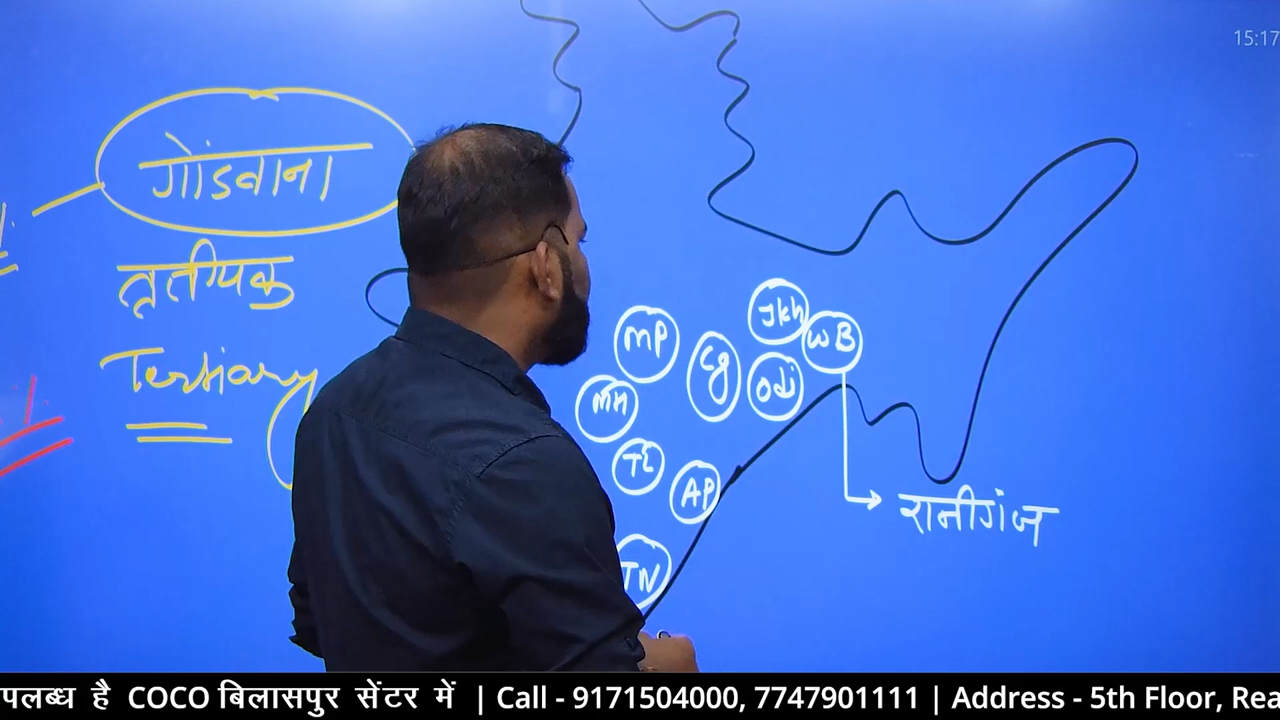 15:17
गोंडवाना
तृतीयक
Tertiary
Jkh
WB
MP
Cg
Odi
MH
TE
AP
TN
रानीगंज
पलब्ध है COCO बिलासपुर सेंटर में | Call - 9171504000, 7747901111 | Address - 5th Floor, Rea